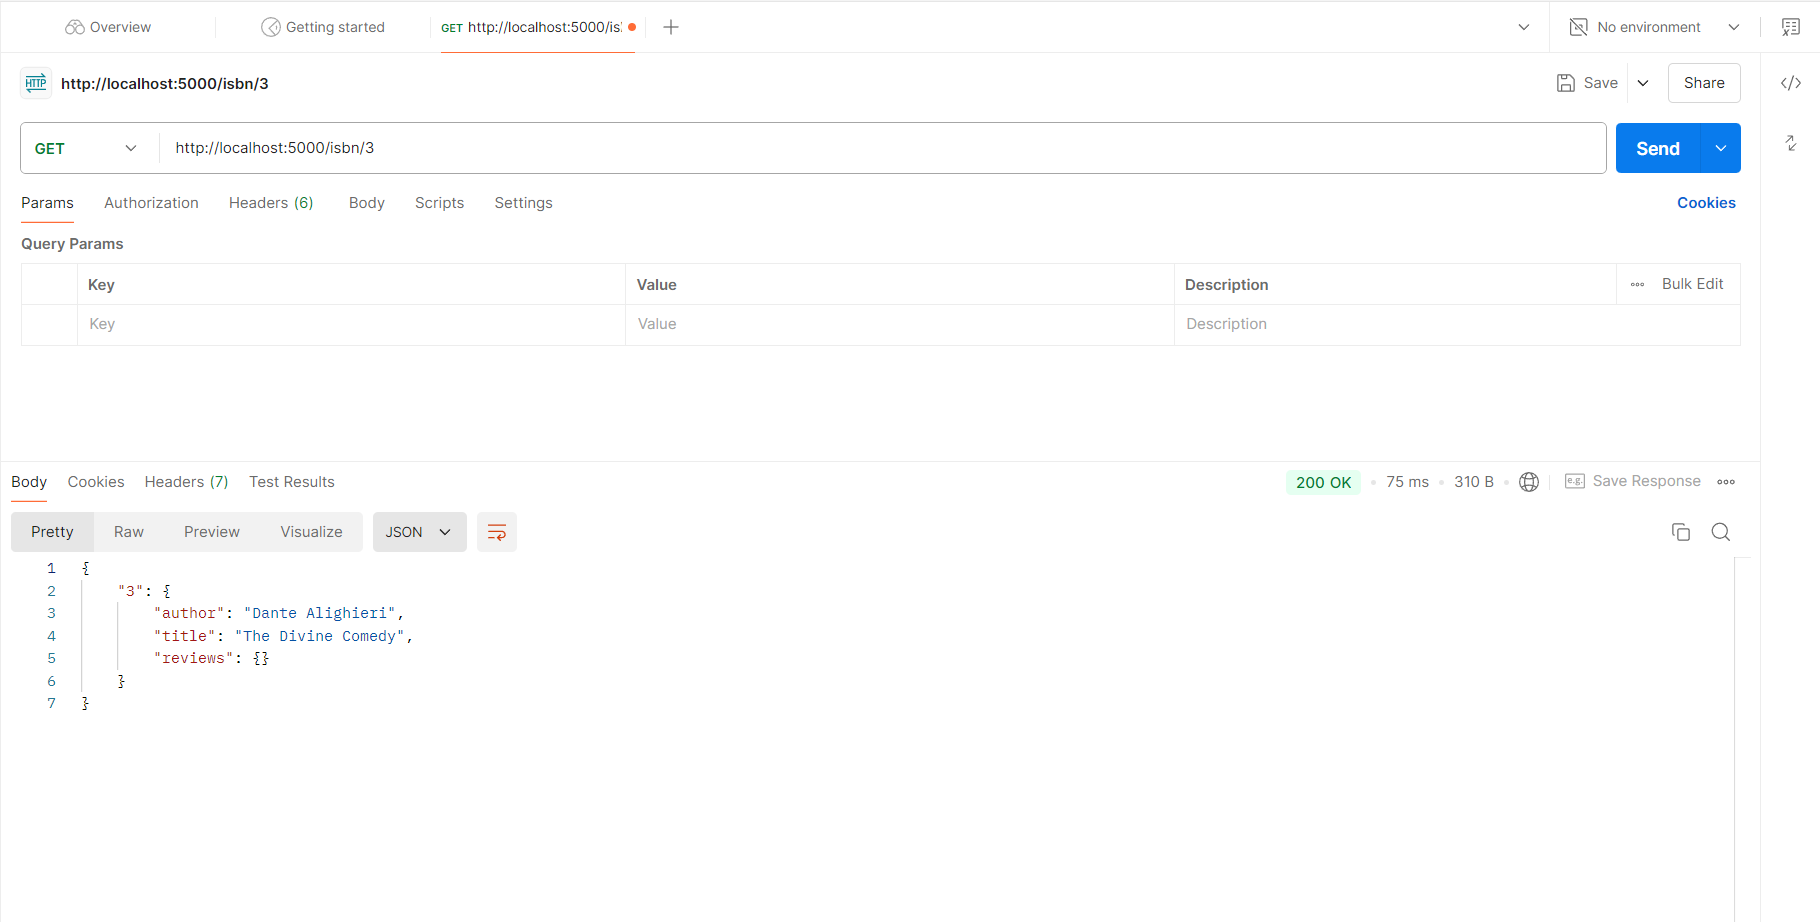 Overview Getting started GET http://localhost:5000/is No environment
HTTP http://localhost:5000/isbn/3 Save Share
GET http://localhost:5000/isbn/3 Send
Params Authorization Headers (6) Body Scripts Settings Cookies
Query Params
Key Value Description Bulk Edit
Key Value Description
Body Cookies Headers (7) Test Results 200 OK 75 ms 310 B e.g. Save Response
Pretty Raw Preview Visualize JSON
1 {
2 "3": {
3 "author": "Dante Alighieri",
4 "title": "The Divine Comedy",
5 "reviews": {}
6 }
7 }